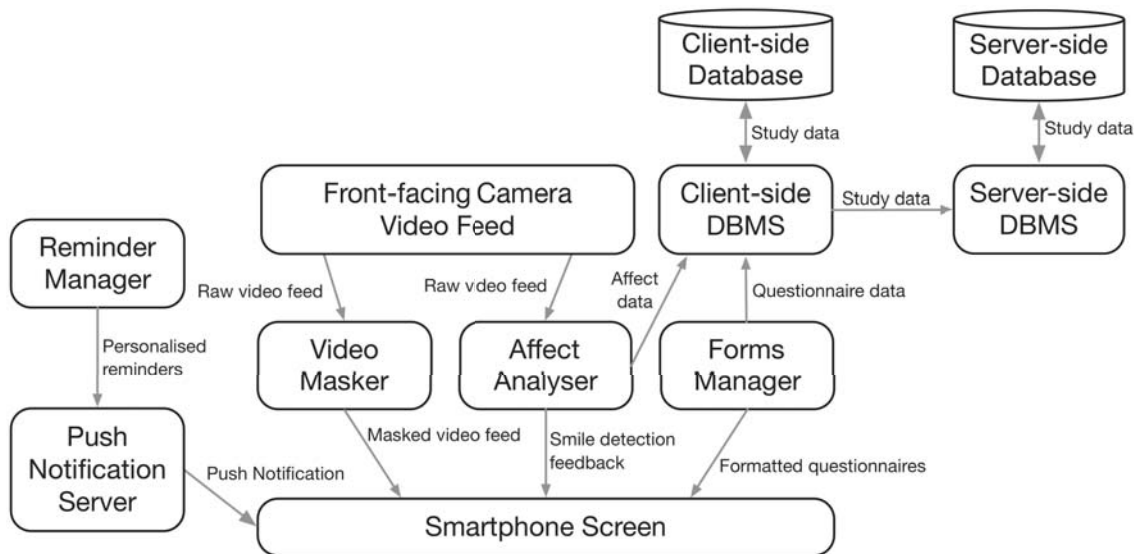 Client-side
Database
Server-side
Database
Study data
Study data
Front-facing Camera
Video Feed
Client-side
DBMS
Study data
Server-side
DBMS
Reminder
Manager
Raw video feed
Raw video feed
Affect
data
Questionnaire data
Personalised
reminders
Video
Masker
Affect
Analyser
Forms
Manager
Push
Notification
Server
Masked video feed
Smile detection
feedback
Formatted questionnaires
Push Notification
Smartphone Screen